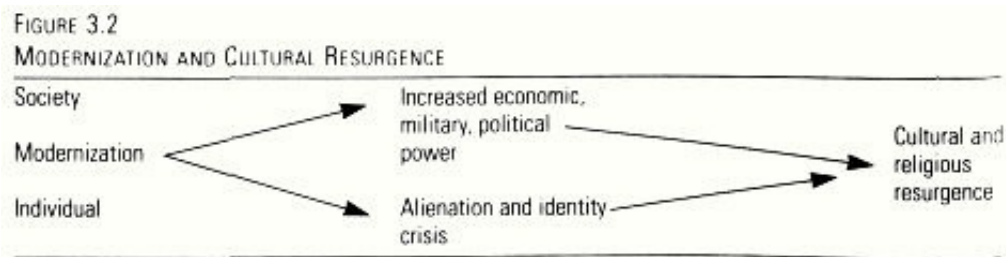 FIGURE 3.2
MODERNIZATION AND CULTURAL RESURGENCE
Society
Increased economic,
military, political
power
Modernization
Cultural and
religious
resurgence
Individual
Alienation and identity
crisis